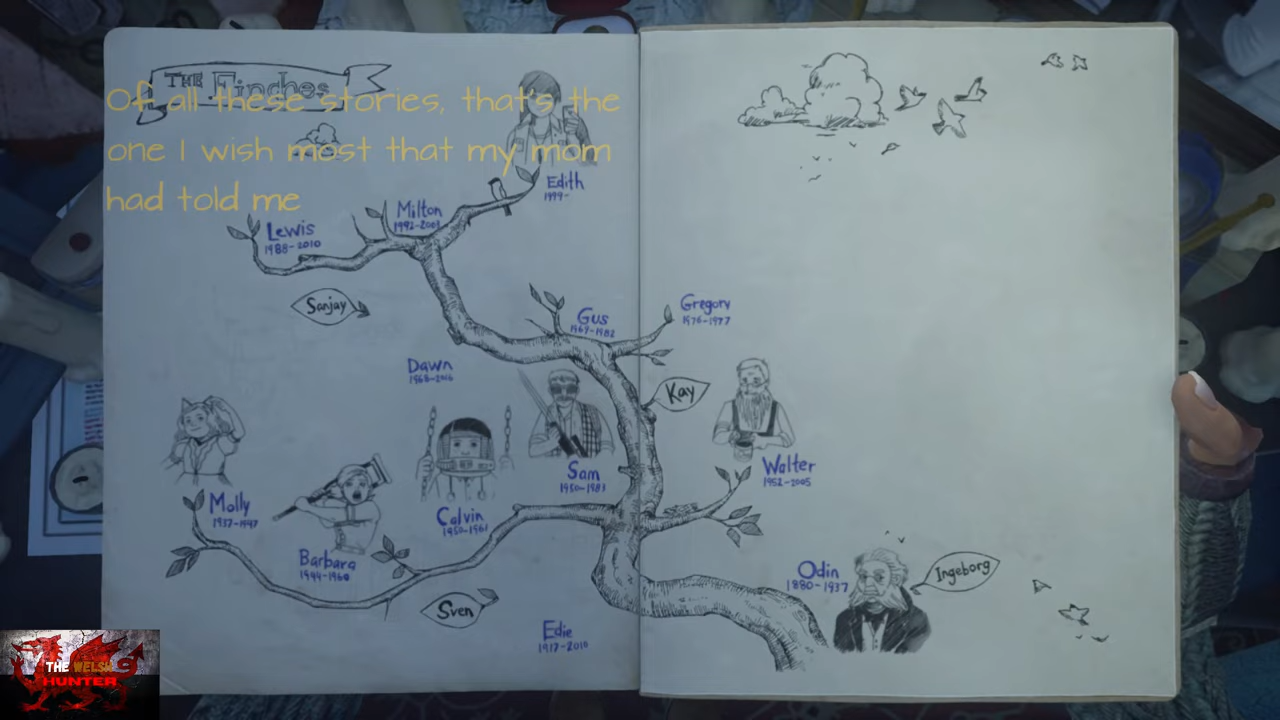 THE Finches
Of all these stories, that's the
one I wish most that my mom
had told me
Edith
1999-
Milton
1992-2003
Lewis
1988-2010
Sanjay
Gus
1969-1982
Gregory
1976-1977
Dawn
1968-2016
Kay
Sam
1950-1983
Walter
1952-2005
Molly
1937-1947
Calvin
1950-1961
Barbara
1944-1960
Sven
Odin
1880-1937
Ingeborg
Edie
1917-2010
THE WELSH
HUNTER